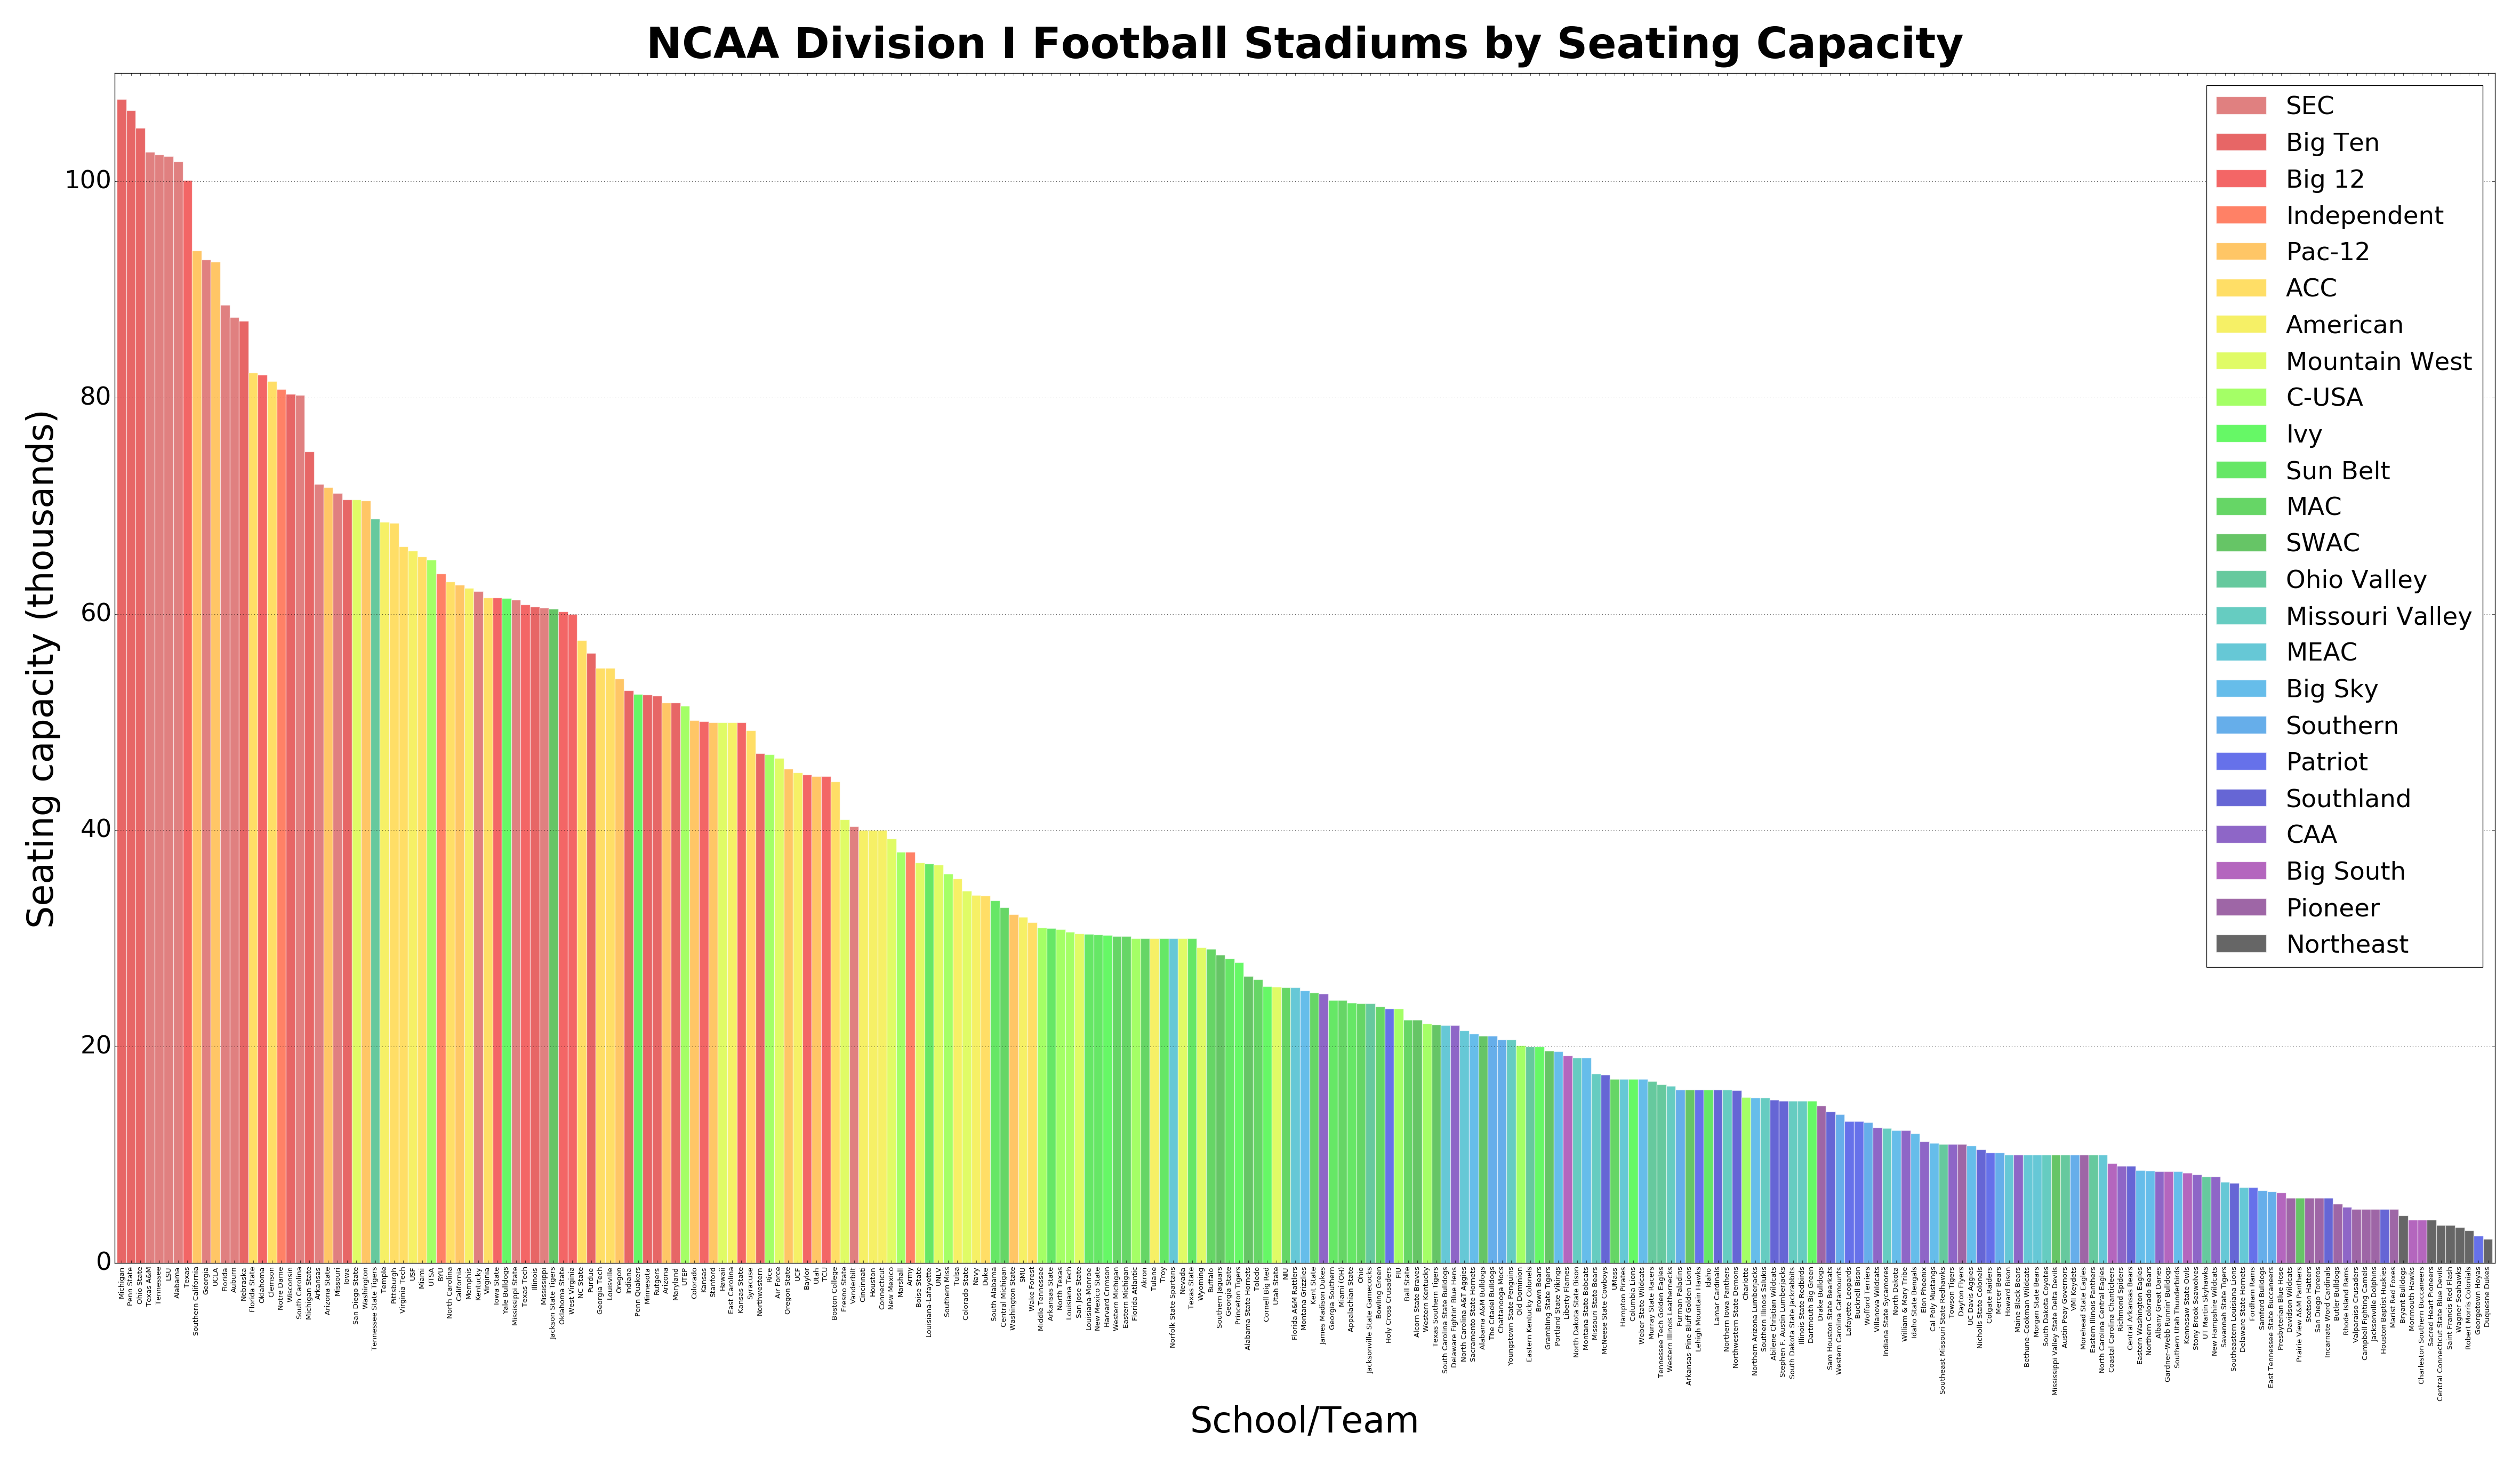 NCAA Division I Football Stadiums by Seating Capacity
Seating capacity (thousands)
100
80
60
40
20
0
SEC
Big Ten
Big 12
Independent
Pac-12
ACC
American
Mountain West
C-USA
Ivy
Sun Belt
MAC
SWAC
Ohio Valley
Missouri Valley
MEAC
Big Sky
Southern
Patriot
Southland
CAA
Big South
Pioneer
Northeast
Michigan
Penn State
Ohio State
Texas A&M
Tennessee
LSU
Alabama
Texas
Southern California
Georgia
UCLA
Florida
Auburn
Nebraska
Florida State
Oklahoma
Clemson
Notre Dame
Wisconsin
South Carolina
Michigan State
Arkansas
Arizona State
Missouri
Iowa
San Diego State
Washington
Tennessee State Tigers
Temple
Pittsburgh
Virginia Tech
USF
Miami
UTSA
BYU
North Carolina
California
Memphis
Kentucky
Virginia
Iowa State
Yale Bulldogs
Mississippi State
Texas Tech
Illinois
Mississippi
Jackson State Tigers
Oklahoma State
West Virginia
NC State
Purdue
Georgia Tech
Louisville
Oregon
Indiana
Penn Quakers
Minnesota
Rutgers
Arizona
Maryland
UTEP
Colorado
Kansas
Stanford
Hawaii
East Carolina
Kansas State
Syracuse
Northwestern
Rice
Air Force
Oregon State
UCF
Baylor
Utah
TCU
Boston College
Fresno State
Vanderbilt
Cincinnati
Houston
Connecticut
New Mexico
Marshall
Army
Boise State
Louisiana-Lafayette
UNLV
Southern Miss
Tulsa
Colorado State
Navy
Duke
South Alabama
Central Michigan
Washington State
SMU
Wake Forest
Middle Tennessee
Arkansas State
North Texas
Louisiana Tech
San Jose State
Louisiana-Monroe
New Mexico State
Harvard Crimson
Western Michigan
Eastern Michigan
Florida Atlantic
Akron
Tulane
Troy
Norfolk State Spartans
Nevada
Texas State
Wyoming
Buffalo
Southern Jaguars
Georgia State
Princeton Tigers
Alabama State Hornets
Toledo
Cornell Big Red
Utah State
NIU
Florida A&M Rattlers
Montana Grizzlies
Kent State
James Madison Dukes
Georgia Southern
Miami (OH)
Appalachian State
Ohio
Jacksonville State Gamecocks
Bowling Green
Holy Cross Crusaders
FIU
Ball State
Alcorn State Braves
Western Kentucky
Texas Southern Tigers
South Carolina State Bulldogs
Delaware Fightin' Blue Hens
North Carolina A&T Aggies
Sacramento State Hornets
Alabama A&M Bulldogs
The Citadel Bulldogs
Chattanooga Mocs
Youngstown State Penguins
Old Dominion
Eastern Kentucky Colonels
Brown Bears
Grambling State Tigers
Portland State Vikings
Liberty Flames
North Dakota State Bison
Montana State Bobcats
Missouri State Bears
McNeese State Cowboys
UMass
Hampton Pirates
Columbia Lions
Weber State Wildcats
Murray State Racers
Tennessee Tech Golden Eagles
Western Illinois Leathernecks
Furman Paladins
Arkansas–Pine Bluff Golden Lions
Lehigh Mountain Hawks
Idaho
Lamar Cardinals
Northern Iowa Panthers
Northwestern State Demons
Charlotte
Northern Arizona Lumberjacks
Southern Illinois Salukis
Abilene Christian Wildcats
Stephen F. Austin Lumberjacks
South Dakota State Jackrabbits
Illinois State Redbirds
Dartmouth Big Green
Drake Bulldogs
Sam Houston State Bearkats
Western Carolina Catamounts
Lafayette Leopards
Bucknell Bison
Wofford Terriers
Villanova Wildcats
Indiana State Sycamores
North Dakota
William & Mary Tribe
Idaho State Bengals
Elon Phoenix
Cal Poly Mustangs
Southeast Missouri State Redhawks
Towson Tigers
Dayton Flyers
UC Davis Aggies
Nicholls State Colonels
Colgate Raiders
Mercer Bears
Howard Bison
Maine Black Bears
Bethune–Cookman Wildcats
Morgan State Bears
South Dakota Coyotes
Mississippi Valley State Delta Devils
Austin Peay Governors
VMI Keydets
Morehead State Eagles
Eastern Illinois Panthers
North Carolina Central Eagles
Coastal Carolina Chanticleers
Richmond Spiders
Central Arkansas Bears
Eastern Washington Eagles
Northern Colorado Bears
Albany Great Danes
Gardner–Webb Runnin' Bulldogs
Southern Utah Thunderbirds
Kennesaw State Owls
Stony Brook Seawolves
UT Martin Skyhawks
New Hampshire Wildcats
Savannah State Tigers
Southeastern Louisiana Lions
Delaware State Hornets
Fordham Rams
Samford Bulldogs
East Tennessee State Buccaneers
Presbyterian Blue Hose
Davidson Wildcats
Prairie View A&M Panthers
Stetson Hatters
San Diego Toreros
Incarnate Word Cardinals
Butler Bulldogs
Rhode Island Rams
Valparaiso Crusaders
Campbell Fighting Camels
Jacksonville Dolphins
Houston Baptist Huskies
Marist Red Foxes
Bryant Bulldogs
Monmouth Hawks
Charleston Southern Buccaneers
Sacred Heart Pioneers
Central Connecticut State Blue Devils
Saint Francis Red Flash
Wagner Seahawks
Robert Morris Colonials
Georgetown Hoyas
Duquesne Dukes
School/Team